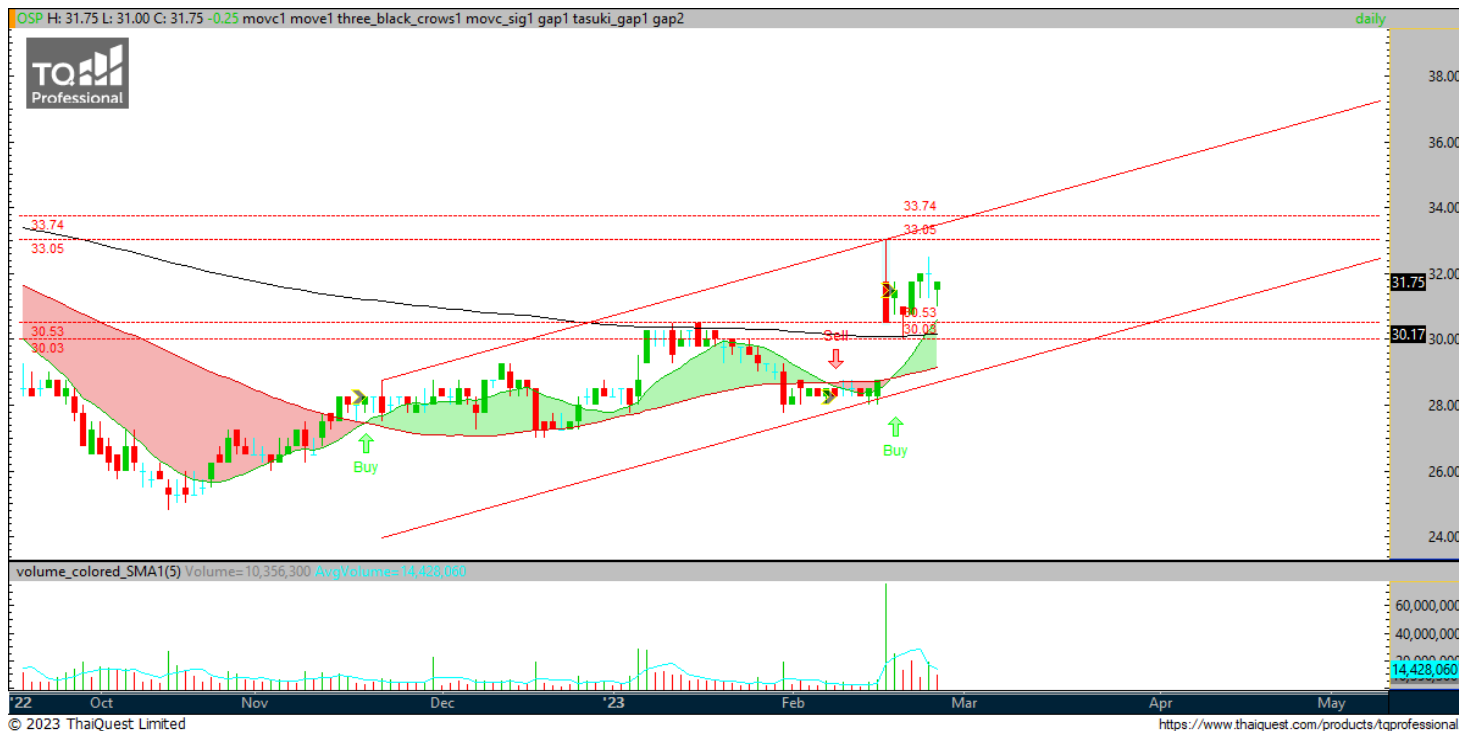 OSP H: 31.75 L: 31.00 C: 31.75 -0.25 movc1 move1 three_black_crows1 movc_sig1 gap1 tasuki_gap1 gap2 daily
TQ
Professional
38.00
36.00
34.00
33.74 33.74
33.05 33.05
32.00
31.75
30.53 30.53
30.17
30.03 30.03
30.00
Sell
28.00
Buy Buy
26.00
24.00
volume_colored_SMA1(5) Volume=10,356,300 AvgVolume=14,428,060
60,000,000
40,000,000
14,428,060
'22 Oct Nov Dec '23 Feb Mar Apr May
© 2023 ThaiQuest Limited https://www.thaiquest.com/products/tqprofessional